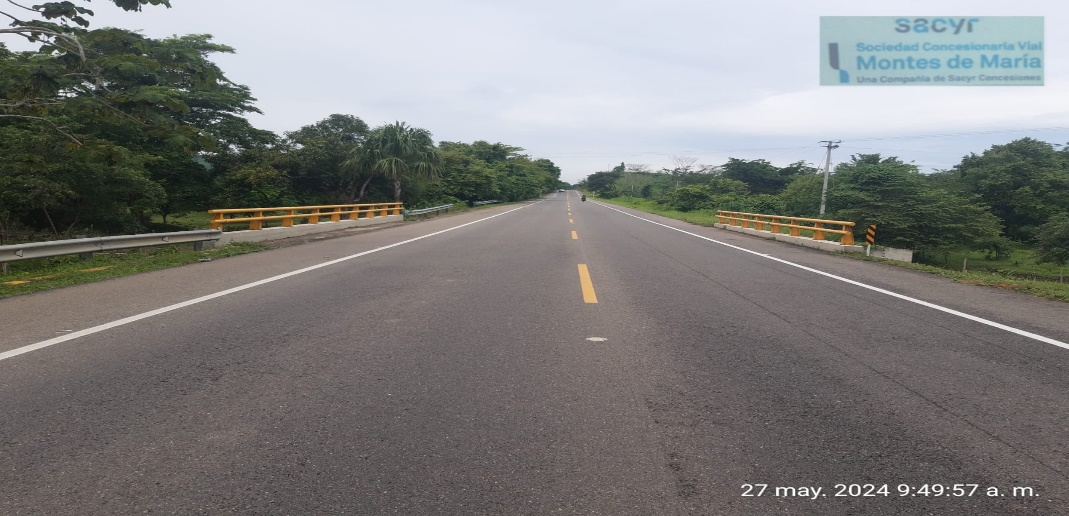 sacyr
Sociedad Concesionaria Vial
Montes de María
Una Compañía de Sacyr Concesiones
27 may. 2024 9:49:57 a. m.